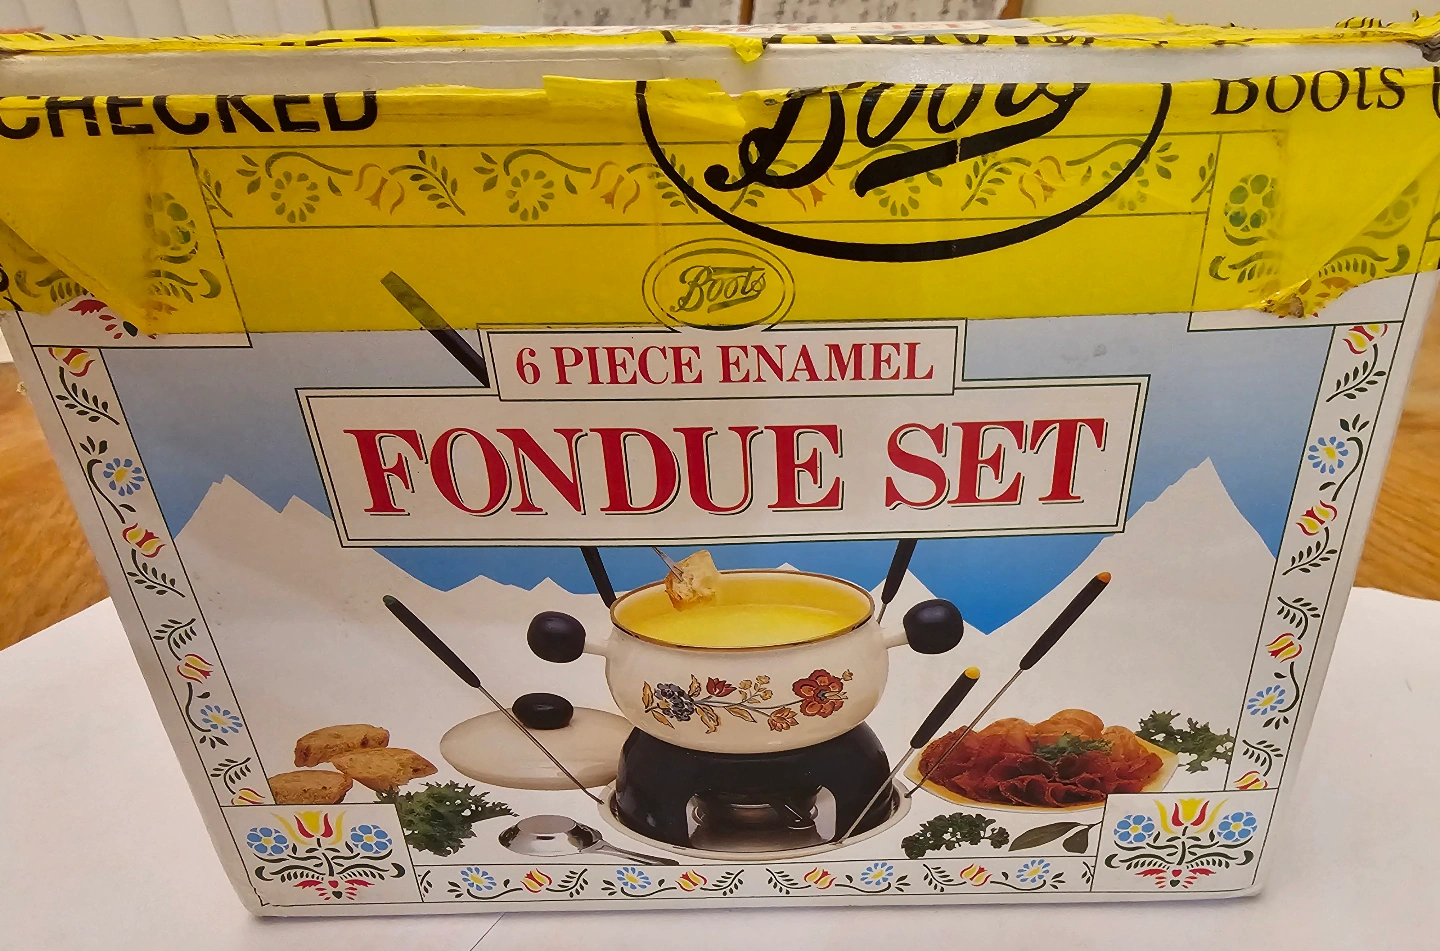 CHECKED
Boots
Boots
Boots
6 PIECE ENAMEL
FONDUE SET